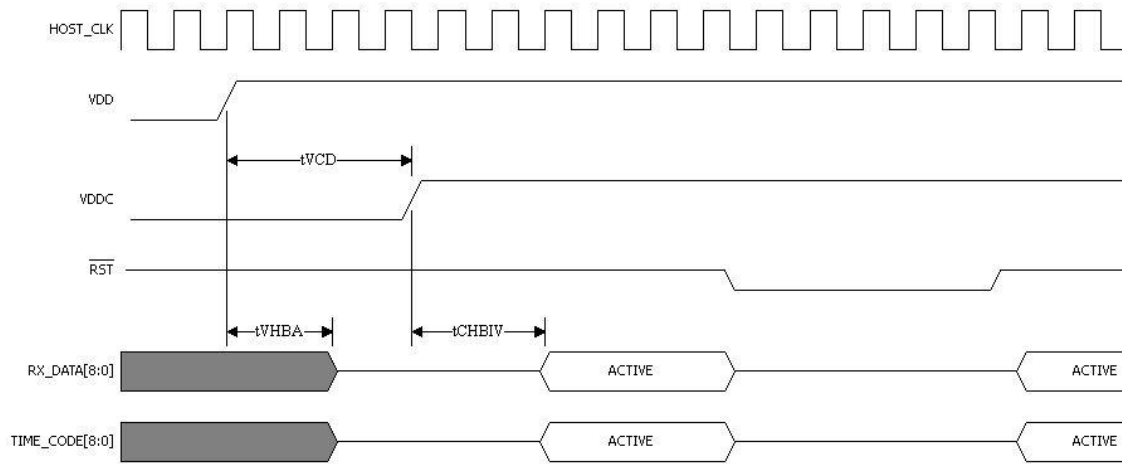 HOST_CLK
VDD
tVCD
VDDC
RST
tVHBA
tCHBIV
RX_DATA[8:0]
ACTIVE
ACTIVE
TIME_CODE[8:0]
ACTIVE
ACTIVE